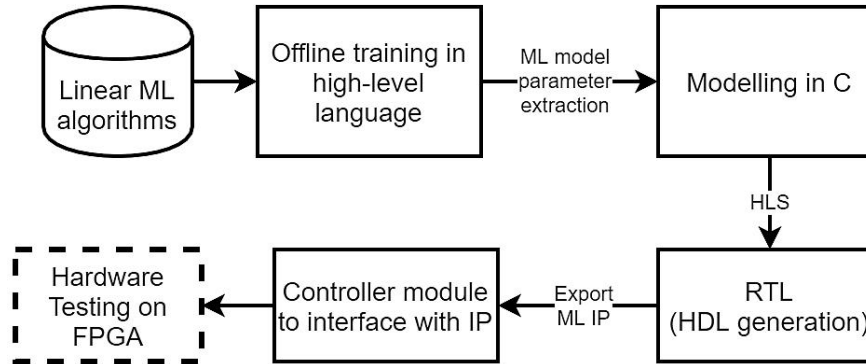 Linear ML
algorithms
Offline training in
high-level
language
ML model
parameter
extraction
Modelling in C
HLS
RTL
(HDL generation)
Export
ML IP
Controller module
to interface with IP
Hardware
Testing on
FPGA